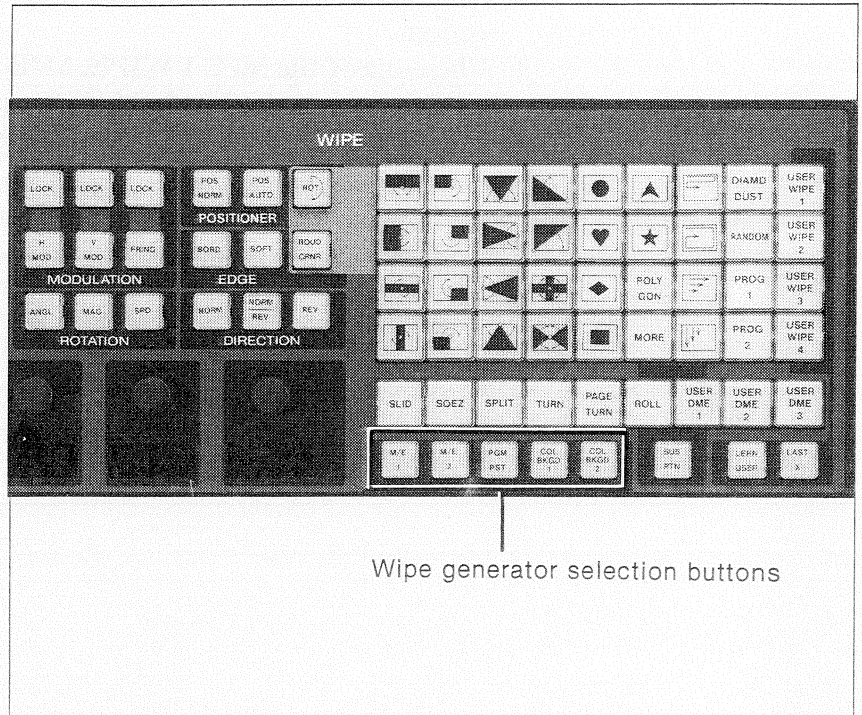 WIPE
LOCK LOCK LOCK
POS NORM
POS AUTO
ROT
POSITIONER
H MOD
V MOD
FRING
BORD
SOFT
ROUD CRNR
MODULATION
EDGE
ANGL
MAG
SPD
NORM
NORM REV
REV
ROTATION
DIRECTION
DIAMD DUST
USER WIPE 1
RANDOM
USER WIPE 2
POLY GON
PROG 1
USER WIPE 3
MORE
PROG 2
USER WIPE 4
SLID
SQEZ
SPLIT
TURN
PAGE TURN
ROLL
USER DME 1
USER DME 2
USER DME 3
M/E 1
M/E 2
PGM PST
COL BKGD 1
COL BKGD 2
SUB PTN
LERN USER
LAST X
Wipe generator selection buttons